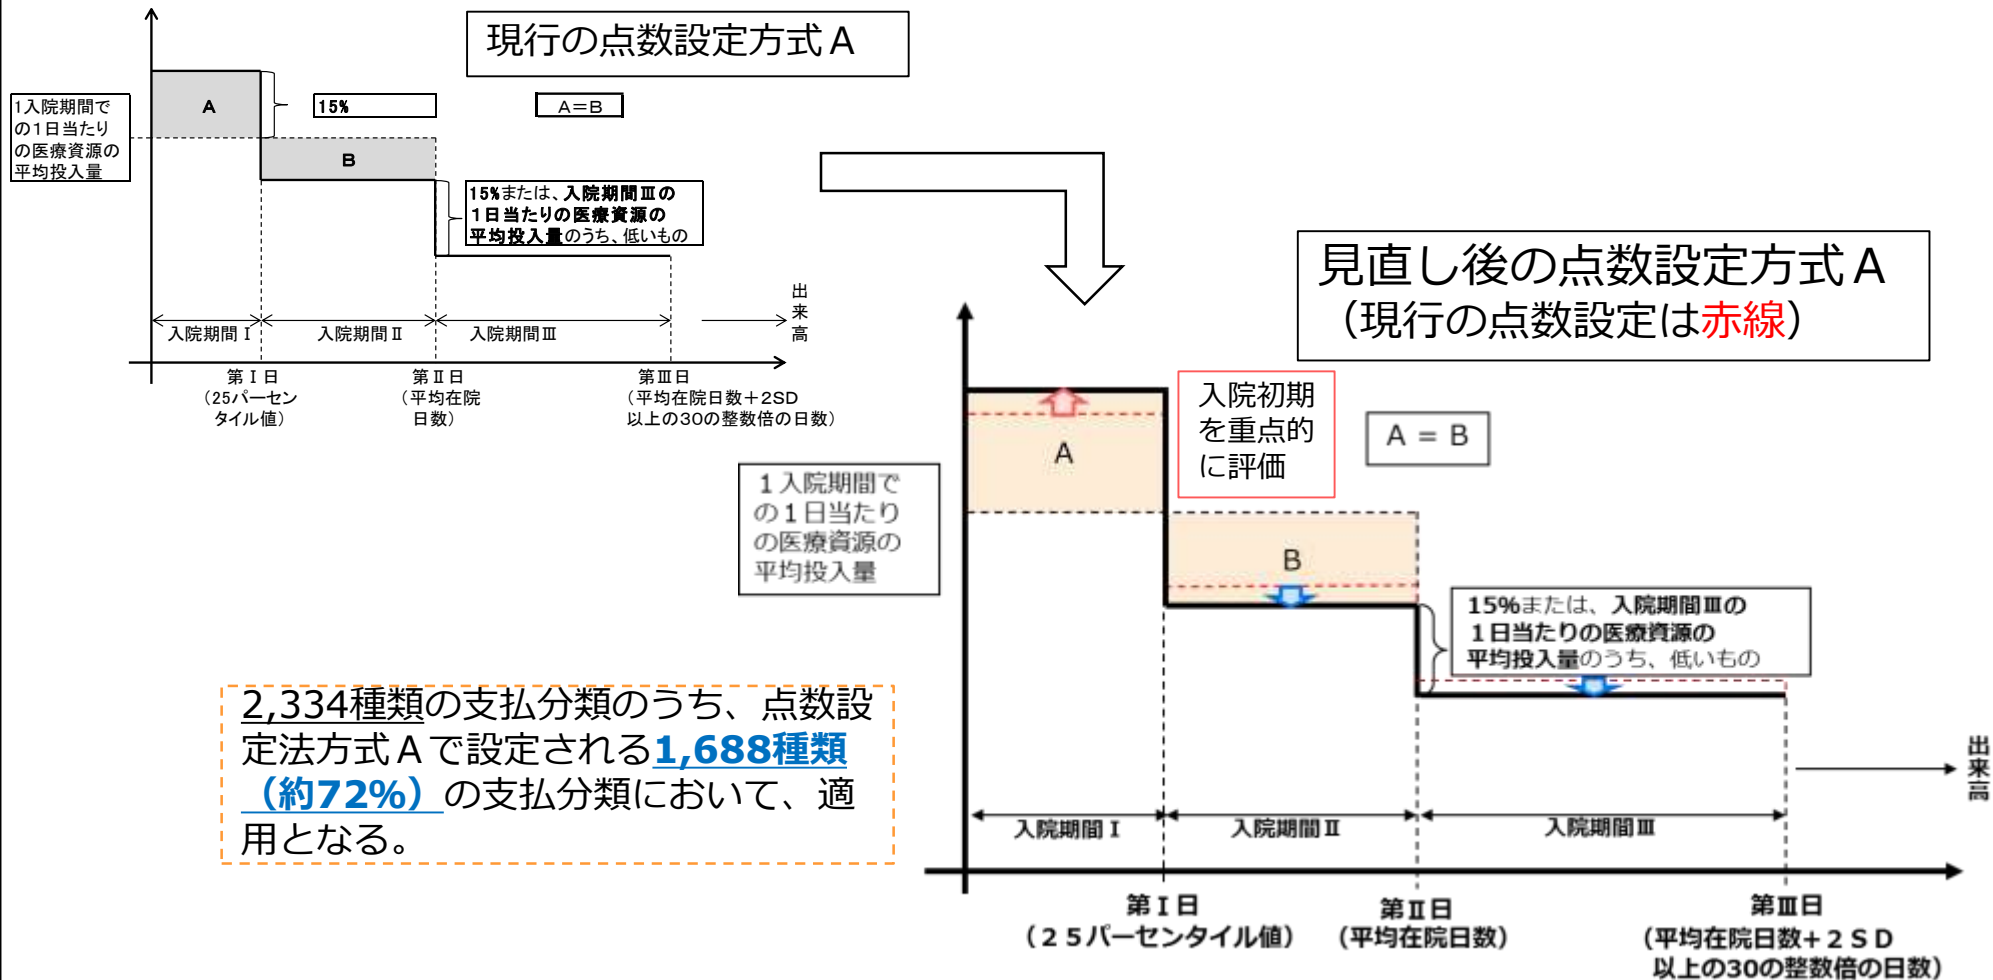 現行の点数設定方式A
1入院期間で
の1日当たり
の医療資源の
平均投入量
A
15%
A=B
B
15%または、入院期間Ⅲの
1日当たりの医療資源の
平均投入量のうち、低いもの
入院期間Ⅰ
入院期間Ⅱ
入院期間Ⅲ
出来高
第Ⅰ日
(25パーセン
タイル値)
第Ⅱ日
(平均在院
日数)
第Ⅲ日
(平均在院日数+2SD
以上の30の整数倍の日数)
見直し後の点数設定方式A
(現行の点数設定は赤線)
入院初期
を重点的
に評価
A = B
A
1入院期間で
の1日当たり
の医療資源の
平均投入量
B
15%または、入院期間Ⅲの
1日当たりの医療資源の
平均投入量のうち、低いもの
2,334種類の支払分類のうち、点数設
定法方式Aで設定される1,688種類
(約72%)の支払分類において、適
用となる。
入院期間Ⅰ
入院期間Ⅱ
入院期間Ⅲ
出来高
第Ⅰ日
(25パーセンタイル値)
第Ⅱ日
(平均在院日数)
第Ⅲ日
(平均在院日数+2SD
以上の30の整数倍の日数)